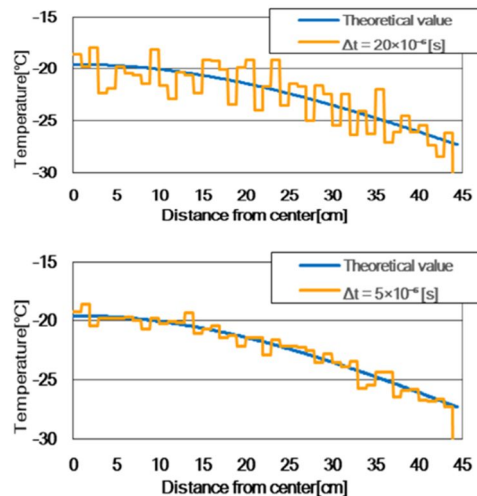 Theoretical value
Δt = 20×10⁻⁶[s]
-15
-20
-25
-30
Temperature[°C]
0 5 10 15 20 25 30 35 40 45
Distance from center[cm]
Theoretical value
Δt = 5×10⁻⁶[s]
-15
-20
-25
-30
Temperature[°C]
0 5 10 15 20 25 30 35 40 45
Distance from center[cm]